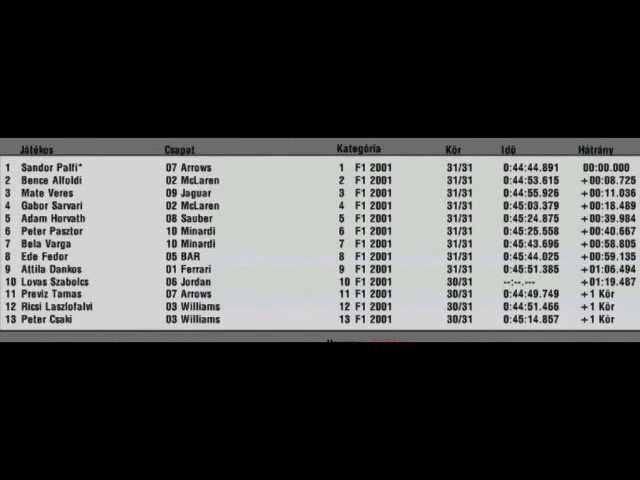 Játékos Csapat Kategória Kör Idö Hátrány
1 Sandor Palfi* 07 Arrows 1 F1 2001 31/31 0:44:44.891 00:00.000
2 Bence Alfoldi 02 McLaren 2 F1 2001 31/31 0:44:53.615 +00:08.725
3 Mate Veres 09 Jaguar 3 F1 2001 31/31 0:44:55.926 +00:11.036
4 Gabor Sarvari 02 McLaren 4 F1 2001 31/31 0:45:03.379 +00:18.489
5 Adam Horvath 08 Sauber 5 F1 2001 31/31 0:45:24.875 +00:39.984
6 Peter Pasztor 10 Minardi 6 F1 2001 31/31 0:45:25.558 +00:40.667
7 Bela Varga 10 Minardi 7 F1 2001 31/31 0:45:43.696 +00:58.805
8 Ede Fedor 05 BAR 8 F1 2001 31/31 0:45:44.025 +00:59.135
9 Attila Dankos 01 Ferrari 9 F1 2001 31/31 0:45:51.385 +01:06.494
10 Lovas Szabolcs 06 Jordan 10 F1 2001 30/31 --:--.--- +01:19.487
11 Previz Tamas 07 Arrows 11 F1 2001 30/31 0:44:49.749 +1 Kör
12 Ricsi Laszlofalvi 03 Williams 12 F1 2001 30/31 0:44:51.467 +1 Kör
13 Peter Csaki 03 Williams 13 F1 2001 30/31 0:45:14.857 +1 Kör